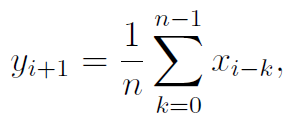 y_{i+1} = \frac{1}{n} \sum_{k=0}^{n-1} x_{i-k},